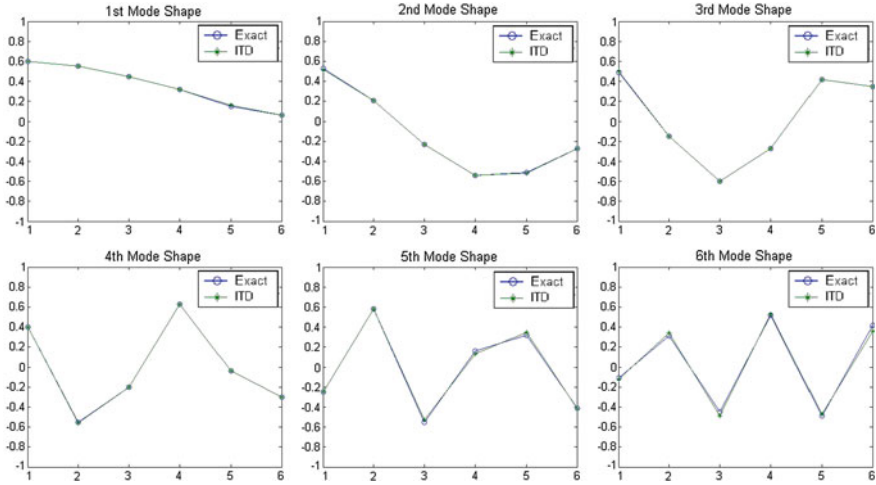 1st Mode Shape
1
0.8
0.6
0.4
0.2
0
-0.2
-0.4
-0.6
-0.8
-1
1 2 3 4 5 6
Exact
ITD
2nd Mode Shape
1
0.8
0.6
0.4
0.2
0
-0.2
-0.4
-0.6
-0.8
-1
1 2 3 4 5 6
Exact
ITD
3rd Mode Shape
1
0.8
0.6
0.4
0.2
0
-0.2
-0.4
-0.6
-0.8
-1
1 2 3 4 5 6
Exact
ITD
4th Mode Shape
1
0.8
0.6
0.4
0.2
0
-0.2
-0.4
-0.6
-0.8
-1
1 2 3 4 5 6
Exact
ITD
5th Mode Shape
1
0.8
0.6
0.4
0.2
0
-0.2
-0.4
-0.6
-0.8
-1
1 2 3 4 5 6
Exact
ITD
6th Mode Shape
1
0.8
0.6
0.4
0.2
0
-0.2
-0.4
-0.6
-0.8
-1
1 2 3 4 5 6
Exact
ITD